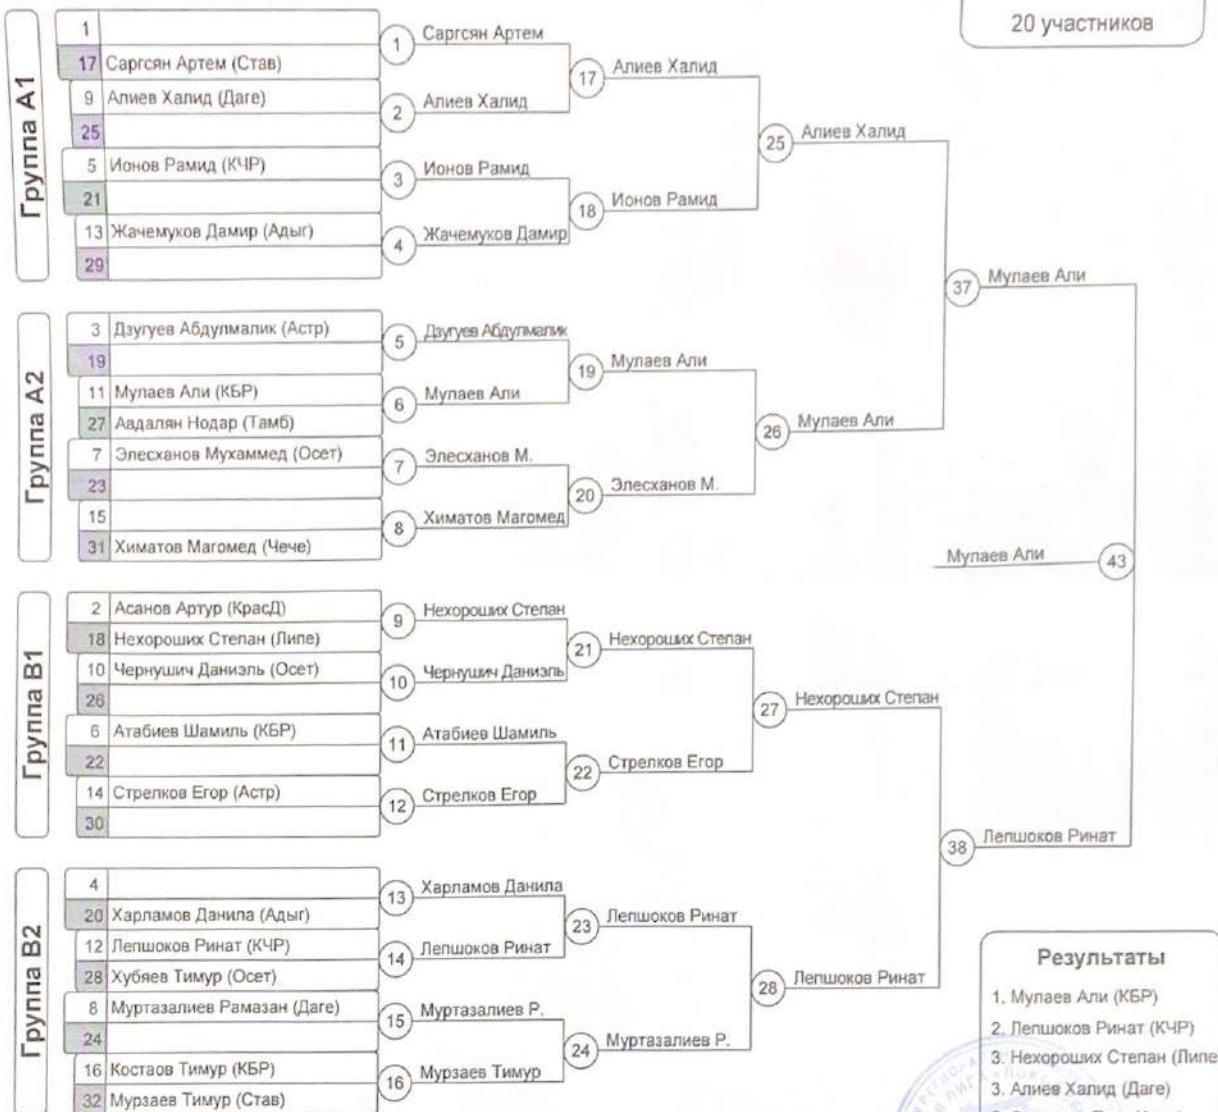 20 участников
Группа A1
1
17 Саргсян Артем (Став)
9 Алиев Халид (Даге)
25
5 Ионов Рамид (КЧР)
21
13 Жачемуков Дамир (Адыг)
29
1 Саргсян Артем
2 Алиев Халид
3 Ионов Рамид
4 Жачемуков Дамир
17 Алиев Халид
18 Ионов Рамид
25 Алиев Халид
Группа A2
3 Дзугуев Абдулмалик (Астр)
19
11 Мулаев Али (КБР)
27 Авдалян Нодар (Тамб)
7 Элесханов Мухаммед (Осет)
23
15
31 Химатов Магомед (Чече)
5 Дзугуев Абдулмалик
6 Мулаев Али
7 Элесханов М.
8 Химатов Магомед
19 Мулаев Али
20 Элесханов М.
26 Мулаев Али
37 Мулаев Али
Мулаев Али 43
Группа B1
2 Асанов Артур (КрасД)
18 Нехороших Степан (Липе)
10 Чернушич Даниэль (Осет)
26
6 Атабиев Шамиль (КБР)
22
14 Стрелков Егор (Астр)
30
9 Нехороших Степан
10 Чернушич Даниэль
11 Атабиев Шамиль
12 Стрелков Егор
21 Нехороших Степан
22 Стрелков Егор
27 Нехороших Степан
38 Лепшоков Ринат
Группа B2
4
20 Харламов Данила (Адыг)
12 Лепшоков Ринат (КЧР)
28 Хубяев Тимур (Осет)
8 Муртазалиев Рамазан (Даге)
24
16 Костаов Тимур (КБР)
32 Мурзаев Тимур (Став)
13 Харламов Данила
14 Лепшоков Ринат
15 Муртазалиев Р.
16 Мурзаев Тимур
23 Лепшоков Ринат
24 Муртазалиев Р.
28 Лепшоков Ринат
Результаты
1. Мулаев Али (КБР)
2. Лепшоков Ринат (КЧР)
3. Нехороших Степан (Липе
3. Алиев Халид (Даге)